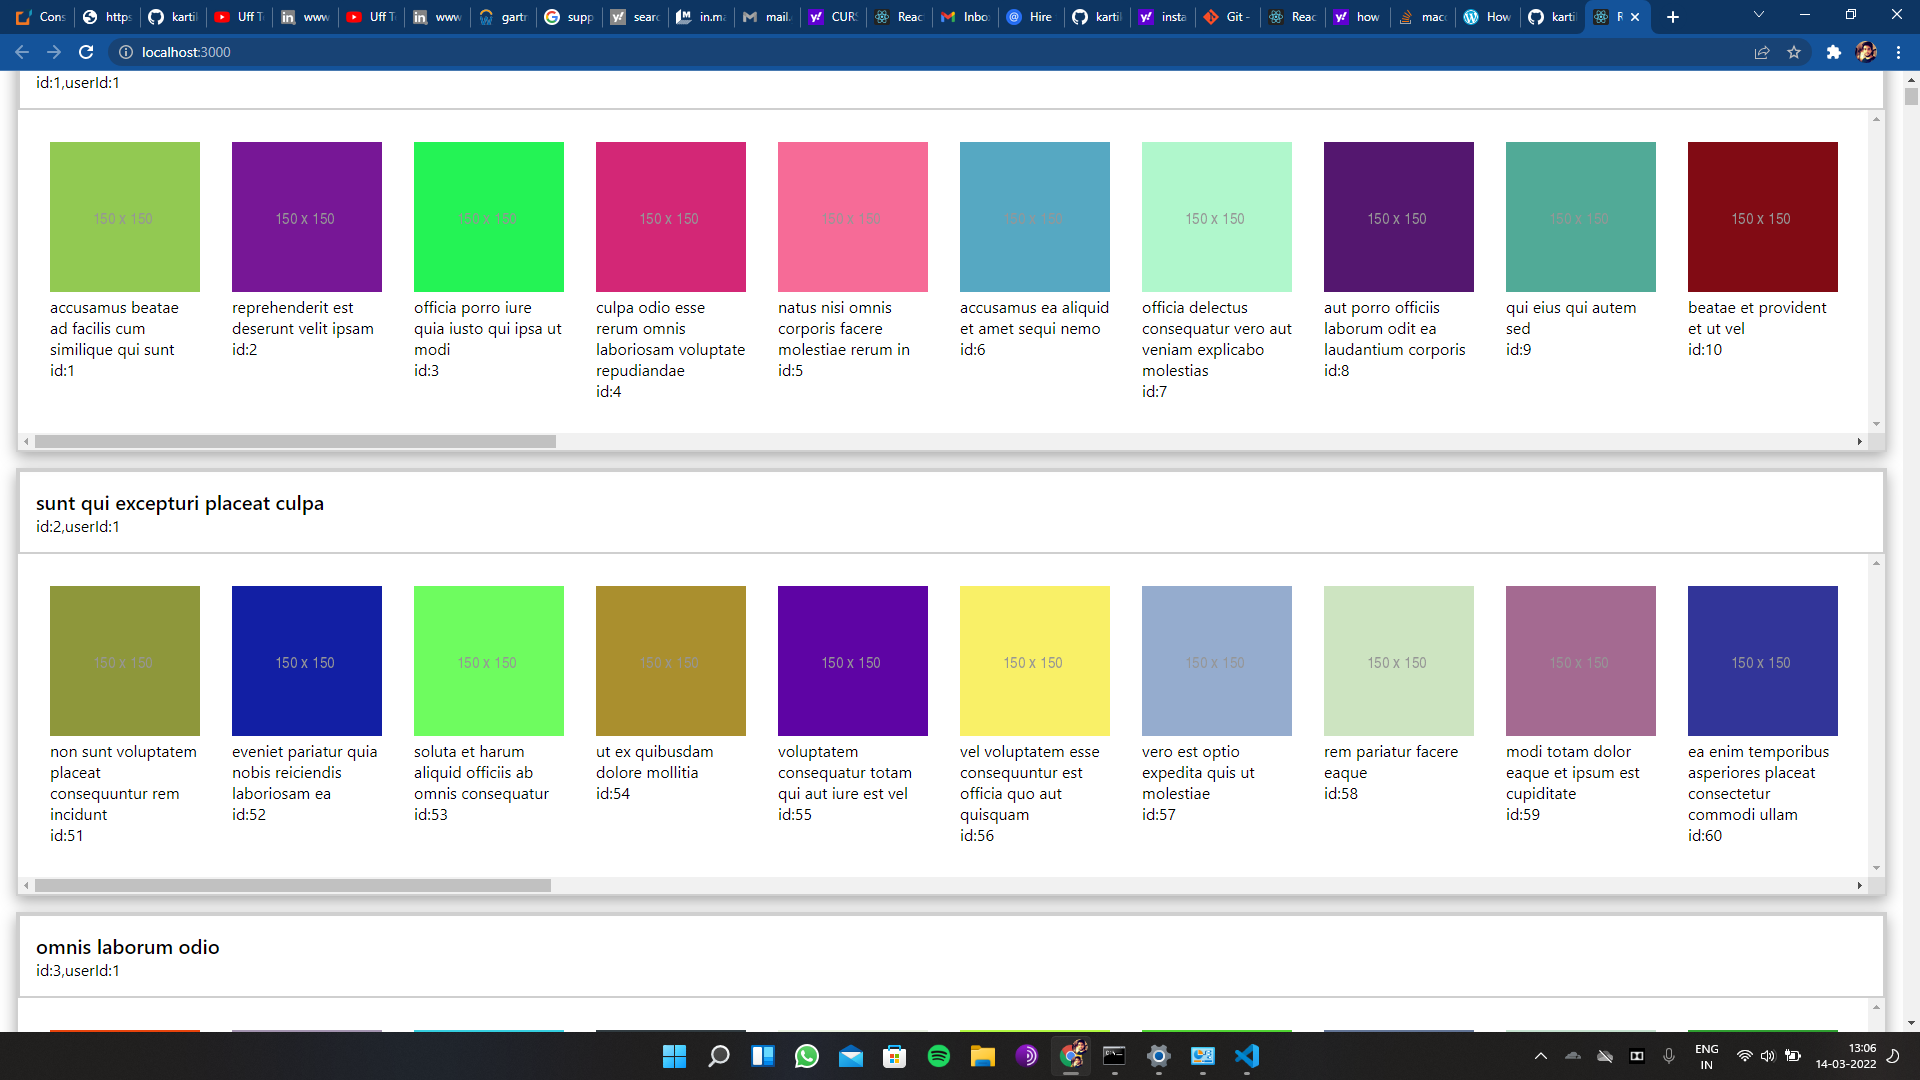 Cons
https
kartil
Uff T
www
Uff T
www
gartr
supp
searc
in.ma
mail.
CURS
Reac
Inbo
Hire
kartil
insta
Git -
Reac
how
mac
How
kartil
R
localhost:3000
id:1,userId:1
150 x 150
150 x 150
150 x 150
150 x 150
150 x 150
150 x 150
150 x 150
150 x 150
150 x 150
150 x 150
accusamus beatae
ad facilis cum
similique qui sunt
id:1
reprehenderit est
deserunt velit ipsam
id:2
officia porro iure
quia iusto qui ipsa ut
modi
id:3
culpa odio esse
rerum omnis
laboriosam voluptate
repudiandae
id:4
natus nisi omnis
corporis facere
molestiae rerum in
id:5
accusamus ea aliquid
et amet sequi nemo
id:6
officia delectus
consequatur vero aut
veniam explicabo
molestias
id:7
aut porro officiis
laborum odit ea
laudantium corporis
id:8
qui eius qui autem
sed
id:9
beatae et provident
et ut vel
id:10
sunt qui excepturi placeat culpa
id:2,userId:1
150 x 150
150 x 150
150 x 150
150 x 150
150 x 150
150 x 150
150 x 150
150 x 150
150 x 150
150 x 150
non sunt voluptatem
placeat
consequuntur rem
incidunt
id:51
eveniet pariatur quia
nobis reiciendis
laboriosam ea
id:52
soluta et harum
aliquid officiis ab
omnis consequatur
id:53
ut ex quibusdam
dolore mollitia
id:54
voluptatem
consequatur totam
qui aut iure est vel
id:55
vel voluptatem esse
consequuntur est
officia quo aut
quisquam
id:56
vero est optio
expedita quis ut
molestiae
id:57
rem pariatur facere
eaque
id:58
modi totam dolor
eaque et ipsum est
cupiditate
id:59
ea enim temporibus
asperiores placeat
consectetur
commodi ullam
id:60
omnis laborum odio
id:3,userId:1
ENG
IN
13:06
14-03-2022